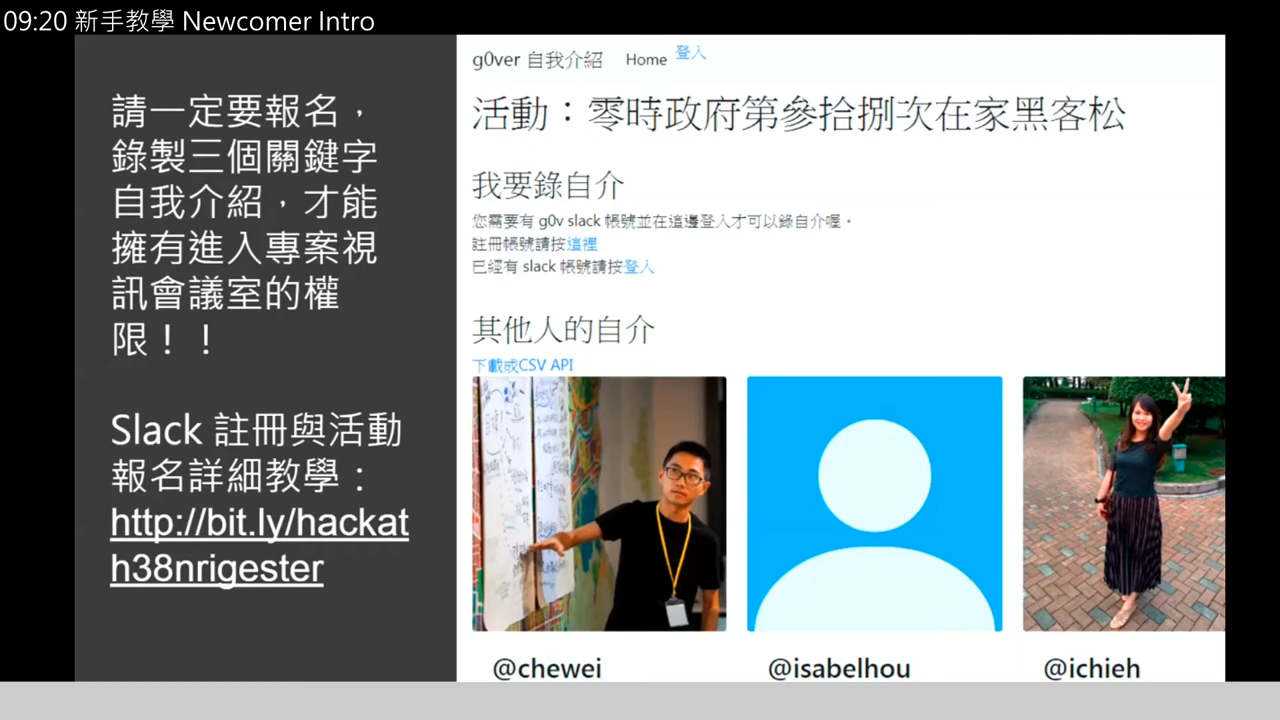 09:20 新手教學 Newcomer Intro
請一定要報名，
錄製三個關鍵字
自我介紹，才能
擁有進入專案視
訊會議室的權
限！！
Slack 註冊與活動
報名詳細教學：
http://bit.ly/hackat
h38nrigester
g0ver 自我介紹 Home 登入
活動：零時政府第參拾捌次在家黑客松
我要錄自介
您需要有 g0v slack 帳號並在這邊登入才可以錄自介喔。
註冊帳號請按這裡
已經有 slack 帳號請按登入
其他人的自介
下載成CSV API
@chewei
@isabelhou
@ichieh